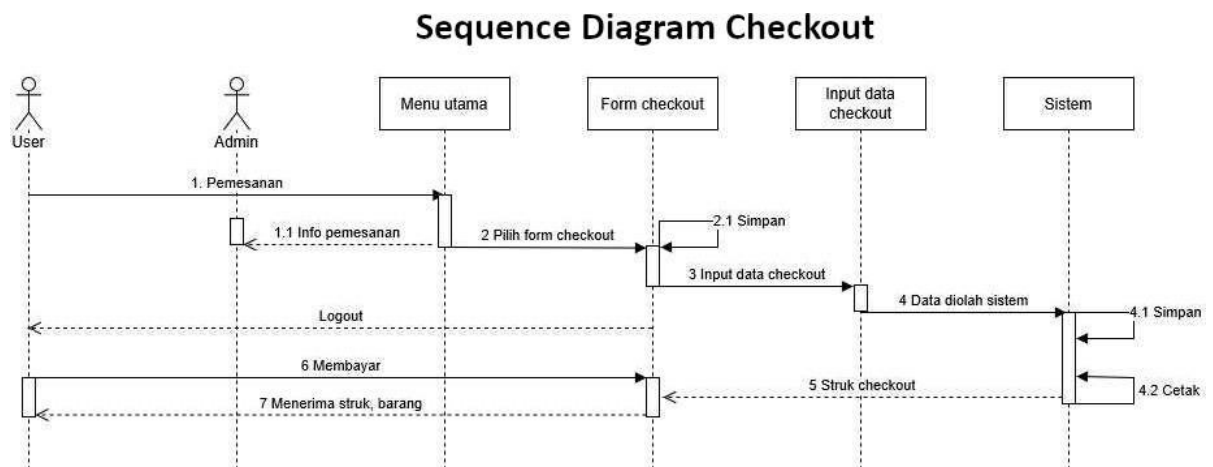 Sequence Diagram Checkout
User
Admin
Menu utama
Form checkout
Input data
checkout
Sistem
1. Pemesanan
1.1 Info pemesanan
2 Pilih form checkout
2.1 Simpan
3 Input data checkout
4 Data diolah sistem
4.1 Simpan
Logout
6 Membayar
5 Struk checkout
4.2 Cetak
7 Menerima struk, barang